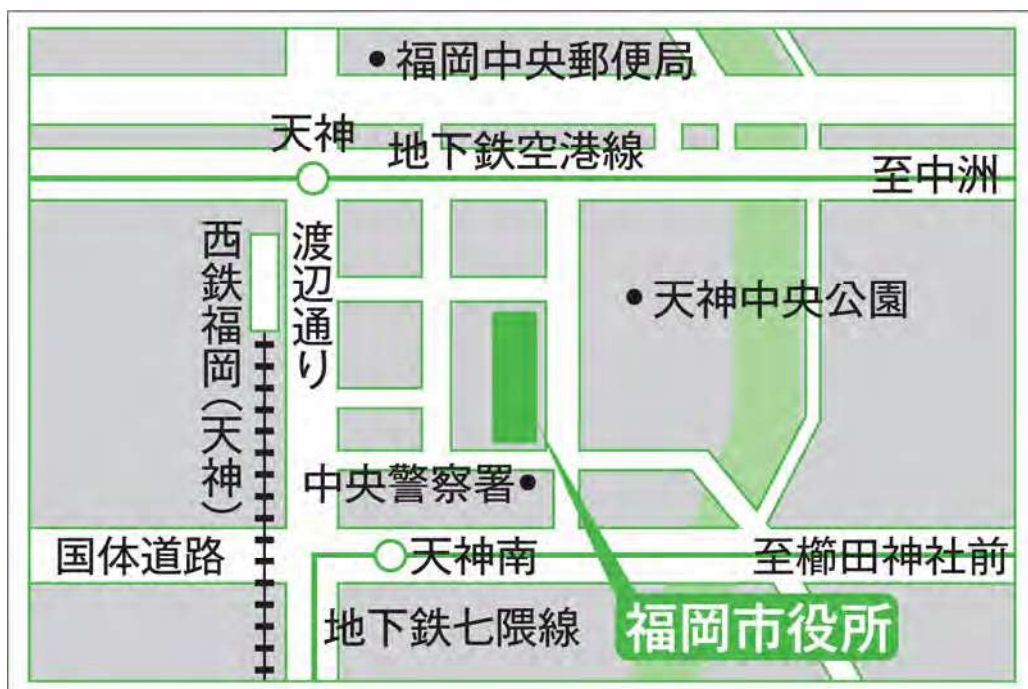 福岡中央郵便局
天神
地下鉄空港線
至中洲
西鉄福岡(天神)
渡辺通り
天神中央公園
中央警察署
国体道路
天神南
至櫛田神社前
地下鉄七隈線
福岡市役所